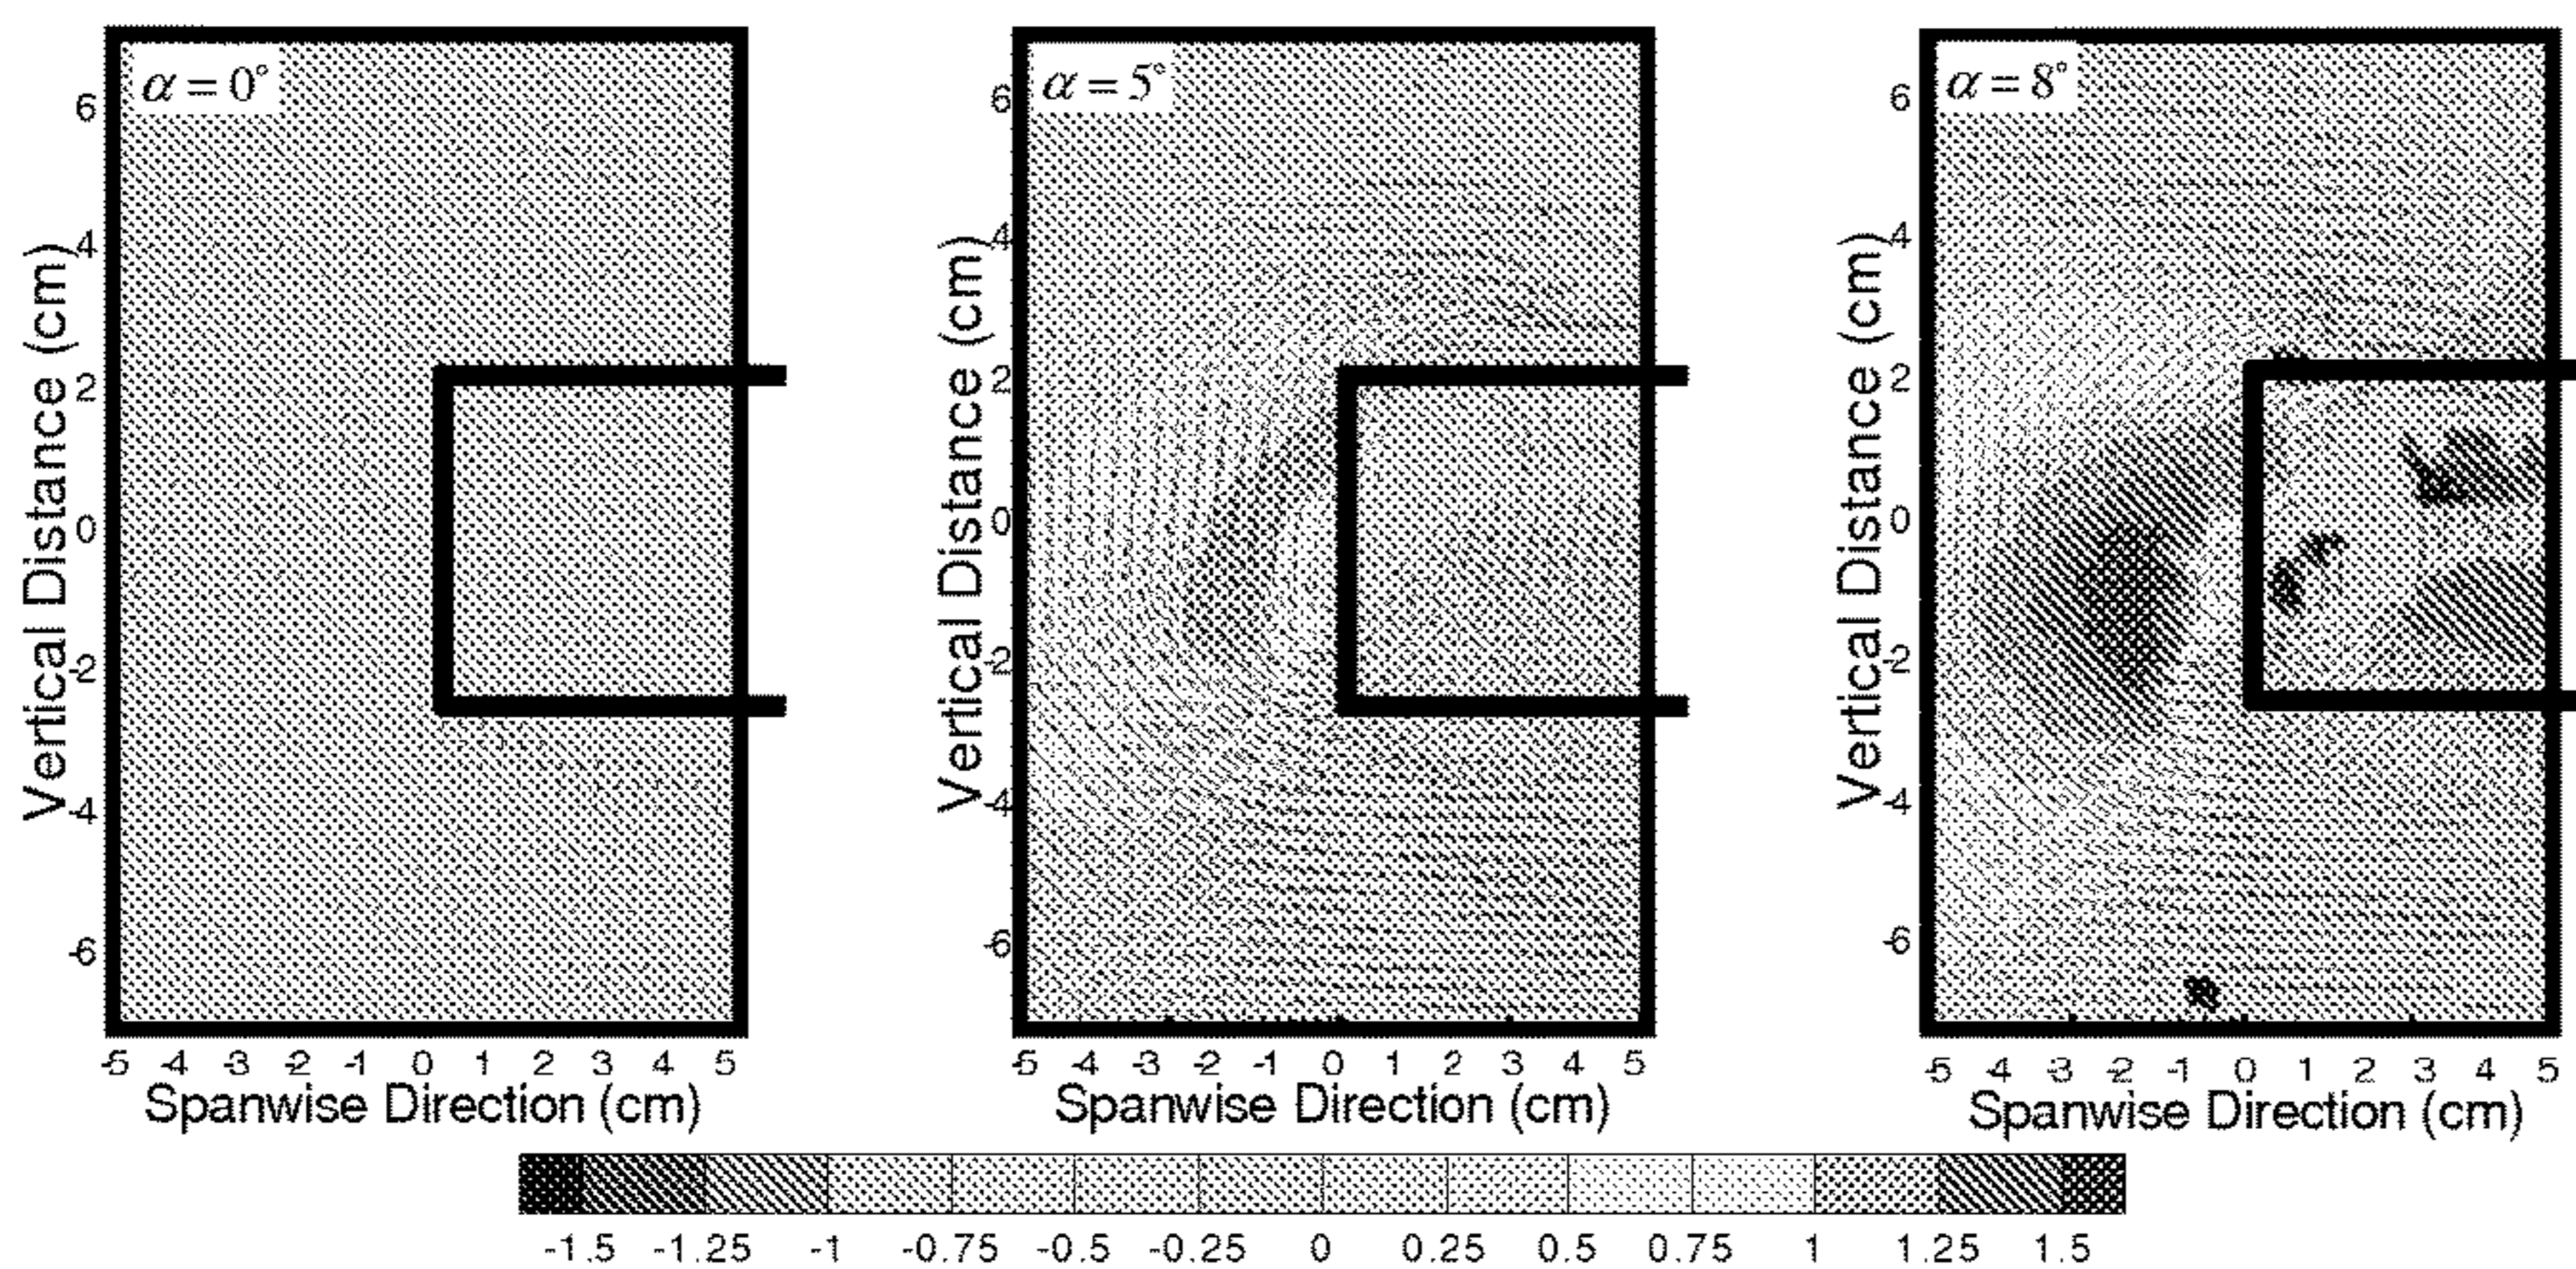 α = 0°
α = 5°
α = 8°
Vertical Distance (cm)
6
4
2
0
-2
-4
-6
Vertical Distance (cm)
6
4
2
0
-2
-4
-6
Vertical Distance (cm)
6
4
2
0
-2
-4
-6
-5 -4 -3 -2 -1 0 1 2 3 4 5
Spanwise Direction (cm)
-5 -4 -3 -2 -1 0 1 2 3 4 5
Spanwise Direction (cm)
-5 -4 -3 -2 -1 0 1 2 3 4 5
Spanwise Direction (cm)
-1.5 -1.25 -1 -0.75 -0.5 -0.25 0 0.25 0.5 0.75 1 1.25 1.5